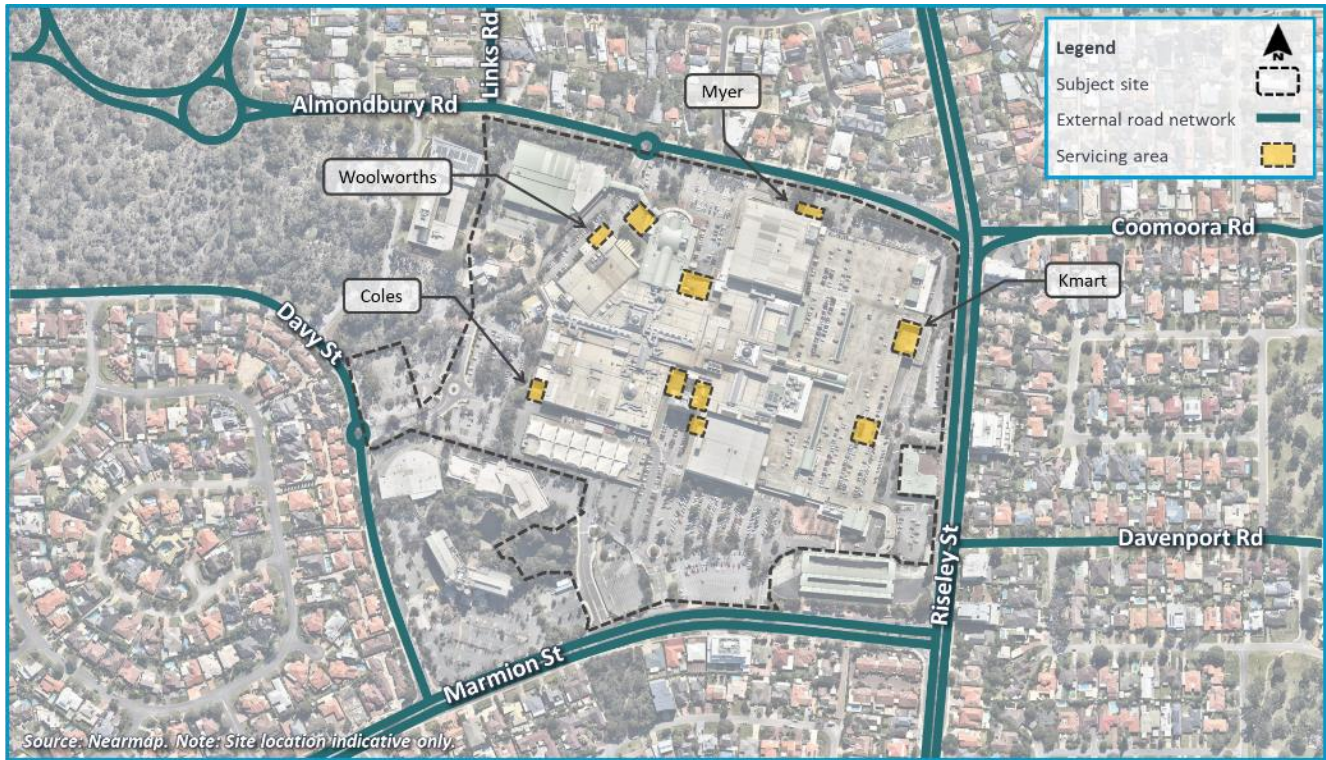 Links Rd
Almondbury Rd
Myer
Woolworths
Coles
Kmart
Coomoora Rd
Davy St
Davenport Rd
Riseley St
Marmion St
Legend
N
Subject site
External road network
Servicing area
Source: Nearmap. Note: Site location indicative only.